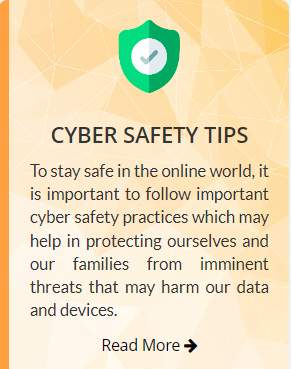 CYBER SAFETY TIPS
To stay safe in the online world, it
is important to follow important
cyber safety practices which may
help in protecting ourselves and
our families from imminent
threats that may harm our data
and devices.
Read More